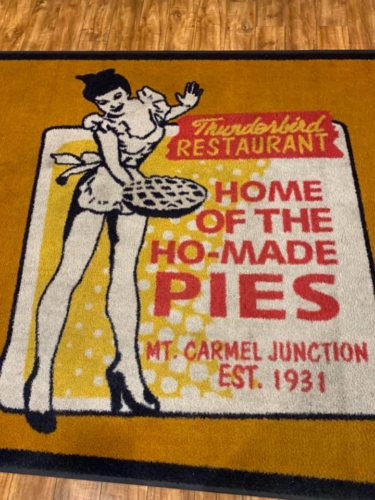 Thunderbird
RESTAURANT
HOME
OF THE
HO-MADE
PIES
MT. CARMEL JUNCTION
EST. 1931